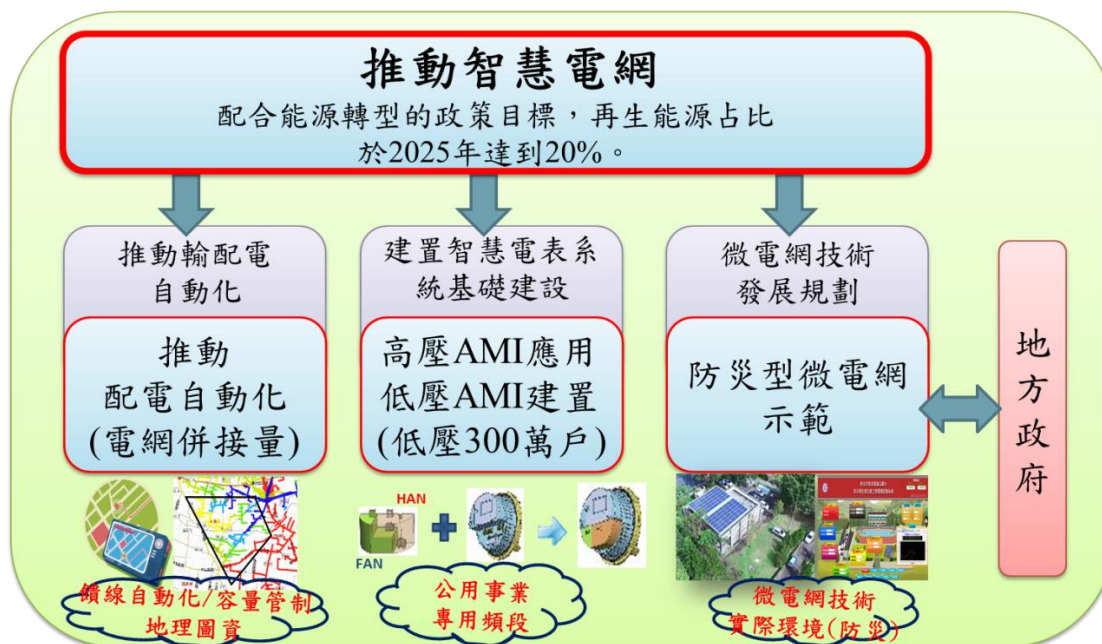 推動智慧電網
配合能源轉型的政策目標，再生能源占比
於2025年達到20%。
推動輸配電
自動化
推動
配電自動化
(電網併接量)
建置智慧電表系
統基礎建設
高壓AMI應用
低壓AMI建置
(低壓300萬戶)
微電網技術
發展規劃
防災型微電網
示範
地方政府
HAN
FAN
饋線自動化/容量管制
地理圖資
公用事業
專用頻段
微電網技術
實際環境(防災)